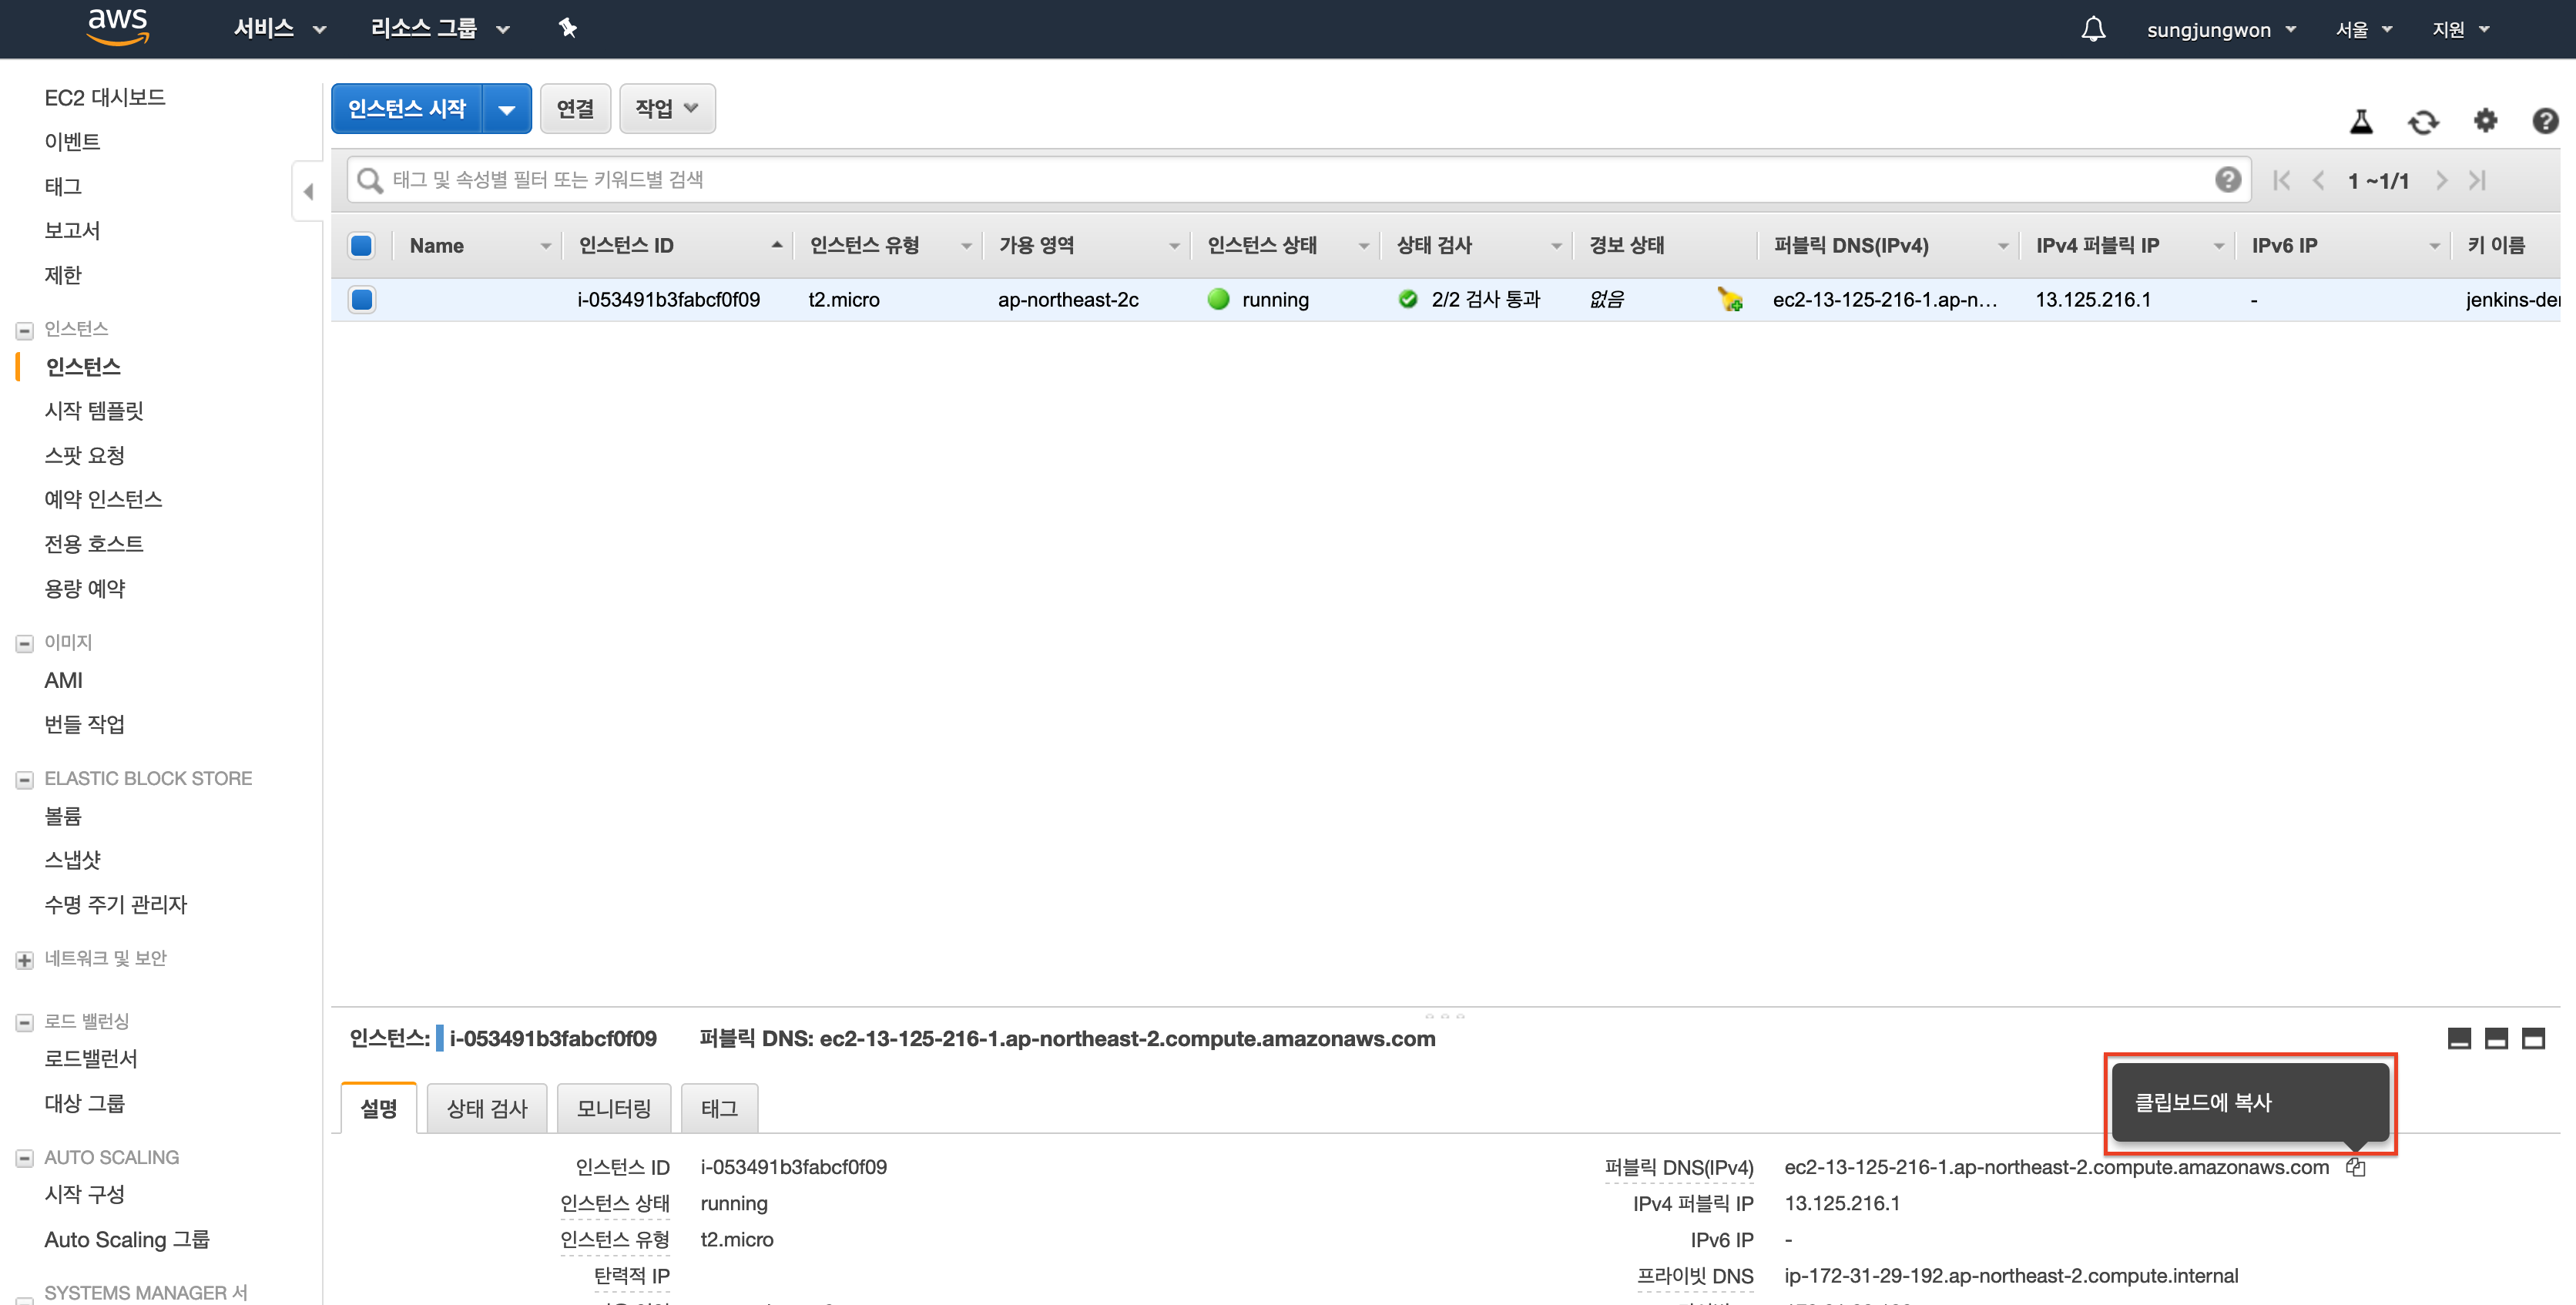 aws 서비스 리소스 그룹 sungjungwon 서울 지원
EC2 대시보드
이벤트
태그
보고서
제한
인스턴스
인스턴스
시작 템플릿
스팟 요청
예약 인스턴스
전용 호스트
용량 예약
이미지
AMI
번들 작업
ELASTIC BLOCK STORE
볼륨
스냅샷
수명 주기 관리자
네트워크 및 보안
로드 밸런싱
로드밸런서
대상 그룹
AUTO SCALING
시작 구성
Auto Scaling 그룹
SYSTEMS MANAGER 서
인스턴스 시작 연결 작업
태그 및 속성별 필터 또는 키워드별 검색 1 ~1/1
Name 인스턴스 ID 인스턴스 유형 가용 영역 인스턴스 상태 상태 검사 경보 상태 퍼블릭 DNS(IPv4) IPv4 퍼블릭 IP IPv6 IP 키 이름
i-053491b3fabcf0f09 t2.micro ap-northeast-2c running 2/2 검사 통과 없음 ec2-13-125-216-1.ap-n... 13.125.216.1 - jenkins-der
인스턴스: i-053491b3fabcf0f09 퍼블릭 DNS: ec2-13-125-216-1.ap-northeast-2.compute.amazonaws.com
설명 상태 검사 모니터링 태그
클립보드에 복사
인스턴스 ID i-053491b3fabcf0f09 퍼블릭 DNS(IPv4) ec2-13-125-216-1.ap-northeast-2.compute.amazonaws.com
인스턴스 상태 running IPv4 퍼블릭 IP 13.125.216.1
인스턴스 유형 t2.micro IPv6 IP -
탄력적 IP 프라이빗 DNS ip-172-31-29-192.ap-northeast-2.compute.internal